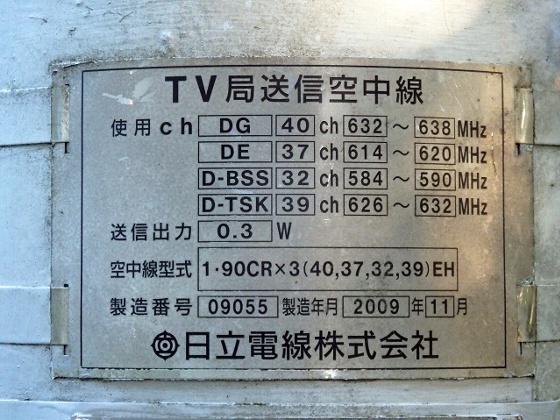 TV局送信空中線
使用ch DG 40 ch 632 ～ 638 MHz
DE 37 ch 614 ～ 620 MHz
D-BSS 32 ch 584 ～ 590 MHz
D-TSK 39 ch 626 ～ 632 MHz
送信出力 0.3 W
空中線型式 1・90CR×3(40,37,32,39)EH
製造番号 09055 製造年月 2009 年 11 月
日立電線株式会社